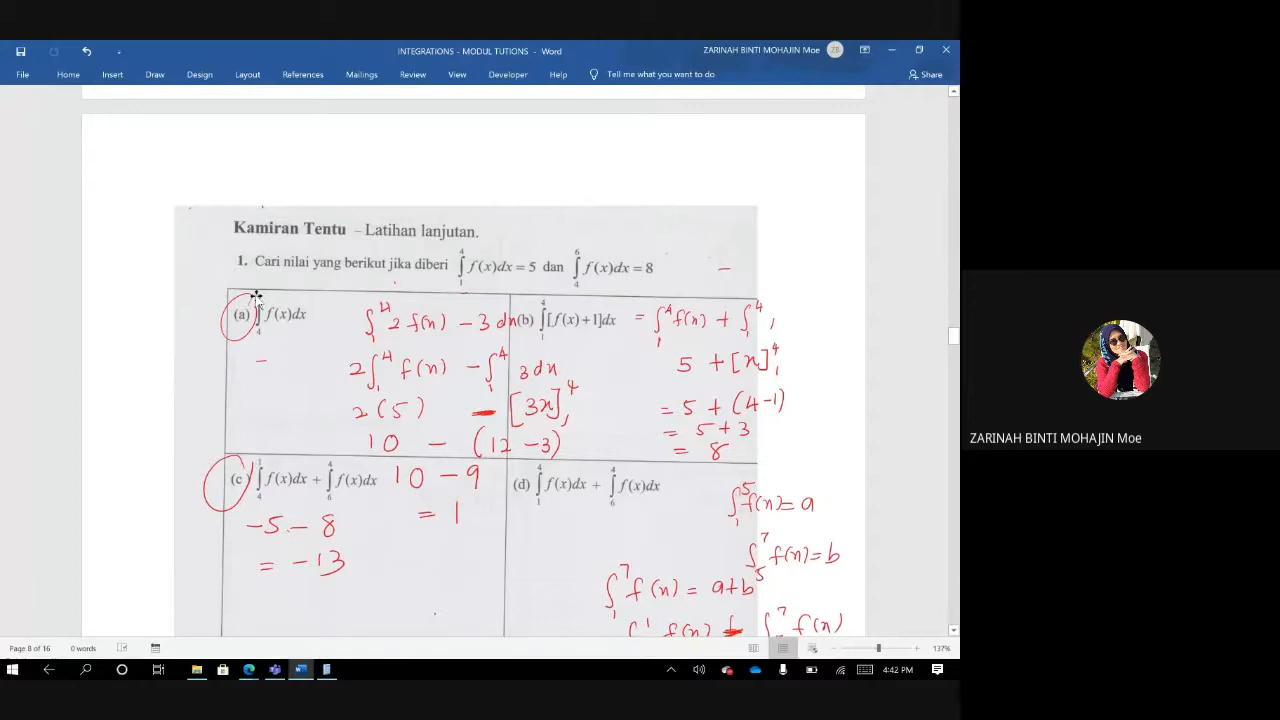 INTEGRATIONS - MODUL TUTIONS - Word
ZARINAH BINTI MOHAJIN Moe
ZB
File Home Insert Draw Design Layout References Mailings Review View Developer Help Tell me what you want to do
Share
Kamiran Tentu – Latihan lanjutan.
1. Cari nilai yang berikut jika diberi ∫₁⁴ f(x)dx = 5 dan ∫₄⁶ f(x)dx = 8
(a) ∫₄¹ f(x)dx
∫₁⁴ 2 f(x) – 3 dx
2 ∫₁⁴ f(x) – ∫₁⁴ 3 dx
2 (5) – [3x]₁⁴
10 – (12 – 3)
10 – 9
= 1
(b) ∫₁⁴ [f(x) + 1]dx = ∫₁⁴ f(x) + ∫₁⁴ 1
5 + [x]₁⁴
= 5 + (4 – 1)
= 5 + 3
= 8
(c) ∫₄¹ f(x)dx + ∫₆⁴ f(x)dx
– 5 – 8
= – 13
(d) ∫₁⁴ f(x)dx + ∫₆⁴ f(x)dx
∫₁⁵ f(x) = a
∫₅⁷ f(x) = b
∫₁⁷ f(x) = a + b
f(x) ∫ ⁷ f(x)
ZARINAH BINTI MOHAJIN Moe
Page 8 of 16 0 words
137%
4:42 PM